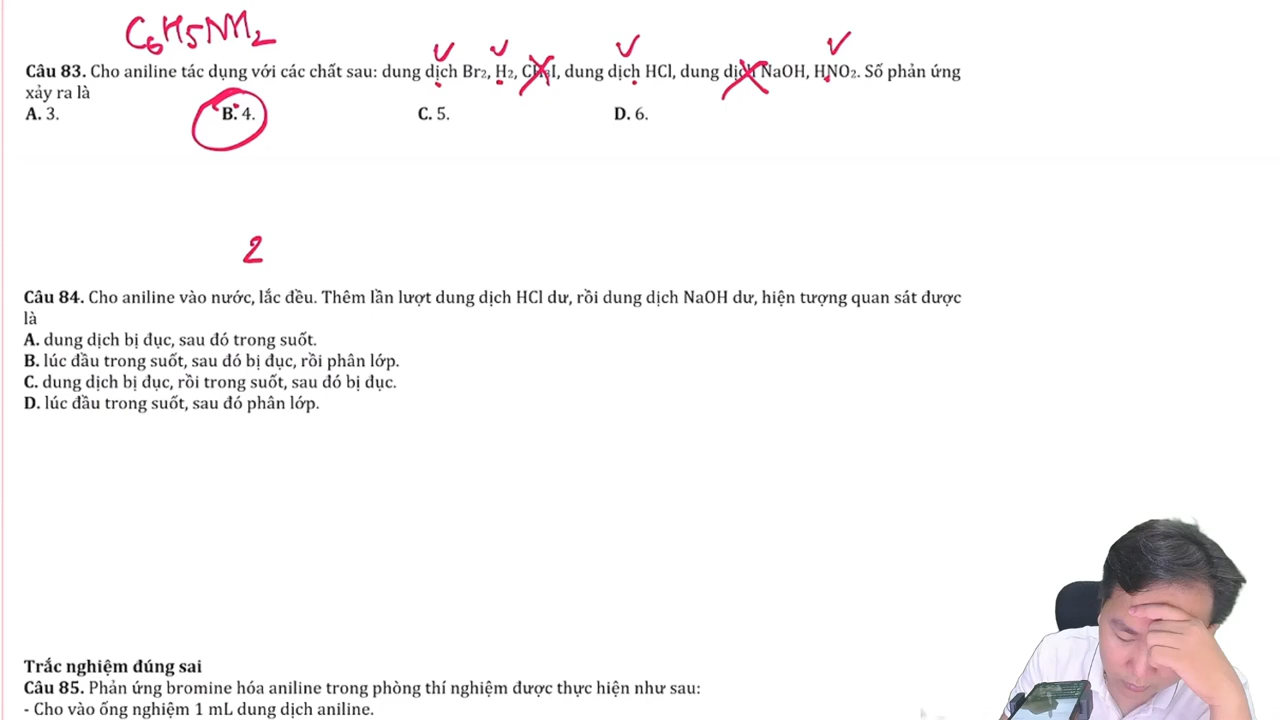 C6H5NH2
Câu 83. Cho aniline tác dụng với các chất sau: dung dịch Br₂, H₂, CH₃I, dung dịch HCl, dung dịch NaOH, HNO₂. Số phản ứng
xảy ra là
A. 3. B. 4. C. 5. D. 6.
2
Câu 84. Cho aniline vào nước, lắc đều. Thêm lần lượt dung dịch HCl dư, rồi dung dịch NaOH dư, hiện tượng quan sát được
là
A. dung dịch bị đục, sau đó trong suốt.
B. lúc đầu trong suốt, sau đó bị đục, rồi phân lớp.
C. dung dịch bị đục, rồi trong suốt, sau đó bị đục.
D. lúc đầu trong suốt, sau đó phân lớp.
Trắc nghiệm đúng sai
Câu 85. Phản ứng bromine hóa aniline trong phòng thí nghiệm được thực hiện như sau:
- Cho vào ống nghiệm 1 mL dung dịch aniline.